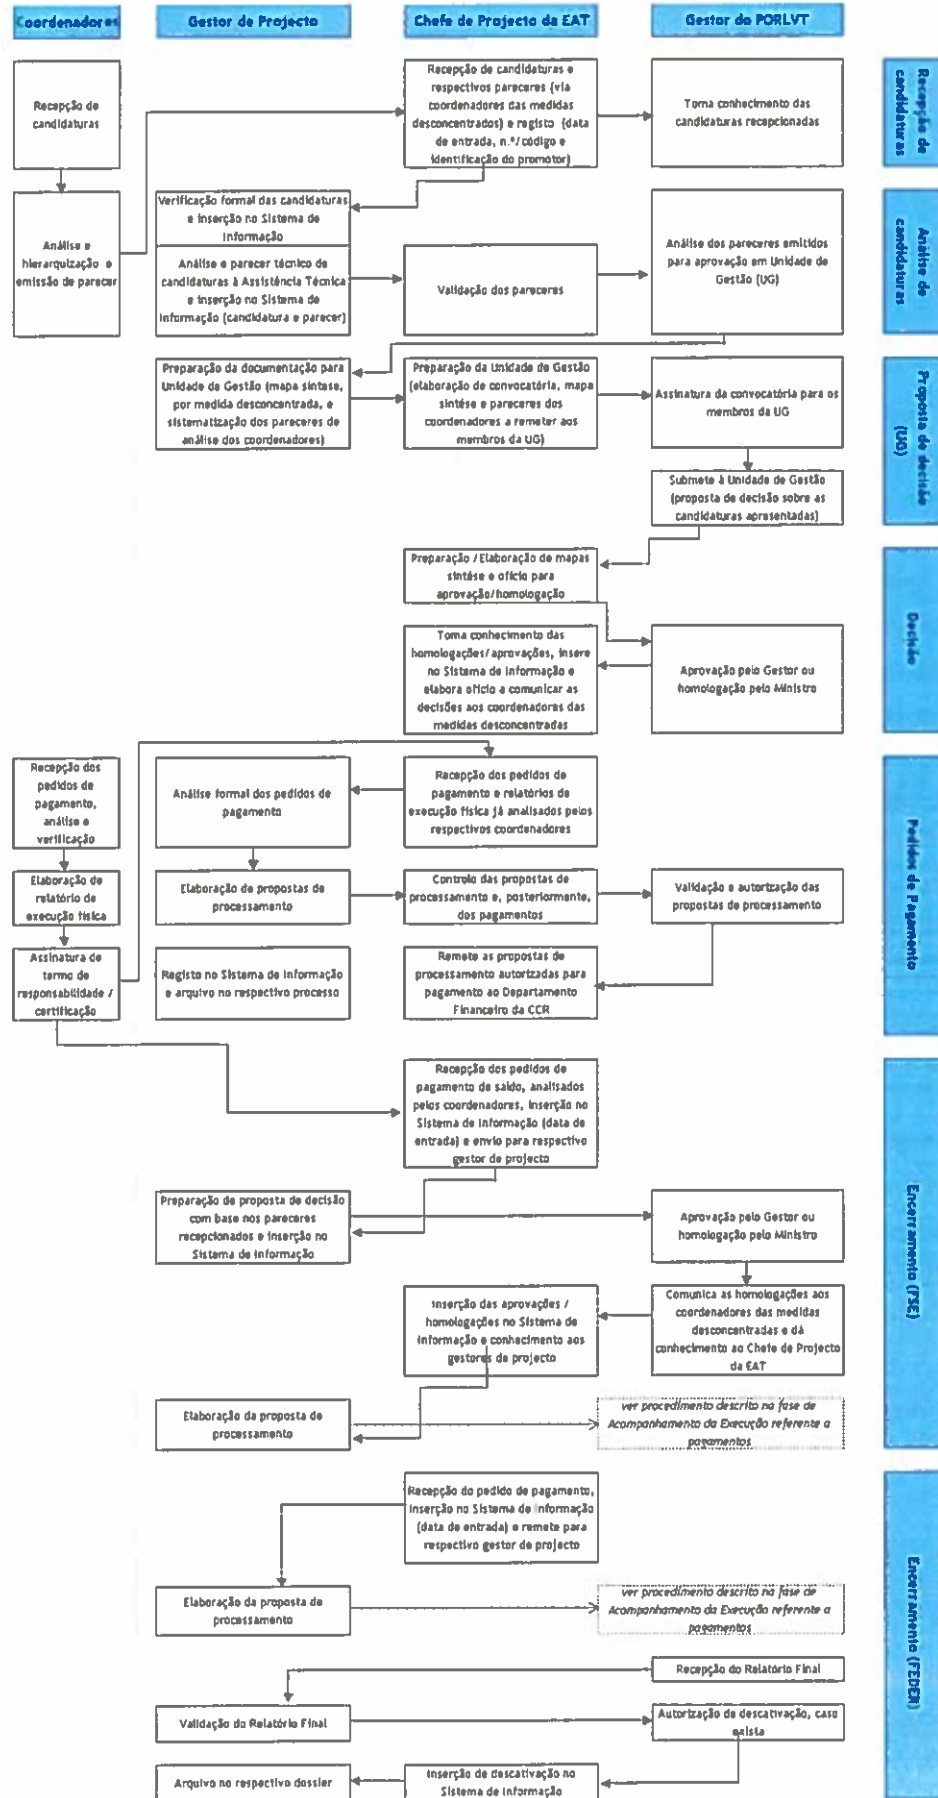 Coordenadores
Gestor de Projecto
Chefe de Projecto da EAT
Gestor do PORLVT
Recepção de
candidaturas
Recepção de candidaturas e
respectivos pareceres (via
coordenadores das medidas
desconcentrados) e registo (data
de entrada, n.º/código e
identificação do promotor)
Toma conhecimento das
candidaturas recepcionadas
Recepção de
candidaturas
Análise e
hierarquização e
emissão de parecer
Verificação formal das candidaturas
e inserção no Sistema de
Informação
Análise e parecer técnico de
candidaturas à Assistência Técnica
e inserção no Sistema de
Informação (candidatura e parecer)
Validação dos pareceres
Análise dos pareceres emitidos
para aprovação em Unidade de
Gestão (UG)
Análise de
candidaturas
Preparação da documentação para
Unidade de Gestão (mapa síntese,
por medida desconcentrada, e
sistematização dos pareceres de
análise dos coordenadores)
Preparação da Unidade de Gestão
(elaboração de convocatória, mapa
sintése e pareceres dos
coordenadores a remeter aos
membros da UG)
Assinatura da convocatória para os
membros da UG
Submete à Unidade de Gestão
(proposta de decisão sobre as
candidaturas apresentadas)
Proposta de decisão
(UG)
Preparação / Elaboração de mapas
sintése e ofício para
aprovação/homologação
Toma conhecimento das
homologações/aprovações, insere
no Sistema de Informação e
elabora ofício a comunicar as
decisões aos coordenadores das
medidas desconcentradas
Aprovação pelo Gestor ou
homologação pelo Ministro
Decisão
Recepção dos
pedidos de
pagamento,
análise e
verificação
Análise formal dos pedidos de
pagamento
Recepção dos pedidos de
pagamento e relatórios de
execução física já analisados pelos
respectivos coordenadores
Elaboração de
relatório de
execução física
Elaboração de propostas de
processamento
Controlo das propostas de
processamento e, posteriormente,
dos pagamentos
Validação e autorização das
propostas de processamento
Assinatura de
termo de
responsabilidade /
certificação
Registo no Sistema de Informação
e arquivo no respectivo processo
Remete as propostas de
processamento autorizadas para
pagamento ao Departamento
Financeiro da CCR
Pedidos de Pagamento
Recepção dos pedidos de
pagamento de saldo, analisados
pelos coordenadores, inserção no
Sistema de Informação (data de
entrada) e envio para respectivo
gestor de projecto
Preparação de proposta de decisão
com base nos pareceres
recepcionados e inserção no
Sistema de Informação
Aprovação pelo Gestor ou
homologação pelo Ministro
Inserção das aprovações /
homologações no Sistema de
Informação e conhecimento aos
gestores de projecto
Comunica as homologações aos
coordenadores das medidas
desconcentradas e dá
conhecimento ao Chefe de Projecto
da EAT
Elaboração da proposta de
processamento
ver procedimento descrito na fase de
Acompanhamento da Execução referente a
pagamentos
Encerramento (FSE)
Recepção do pedido de pagamento,
inserção no Sistema de Informação
(data de entrada) e remete para
respectivo gestor de projecto
Elaboração da proposta de
processamento
ver procedimento descrito na fase de
Acompanhamento da Execução referente a
pagamentos
Recepção do Relatório Final
Validação do Relatório Final
Autorização de descativação, caso
exista
Arquivo no respectivo dossier
Inserção de descativação no
Sistema de Informação
Encerramento (FEDER)